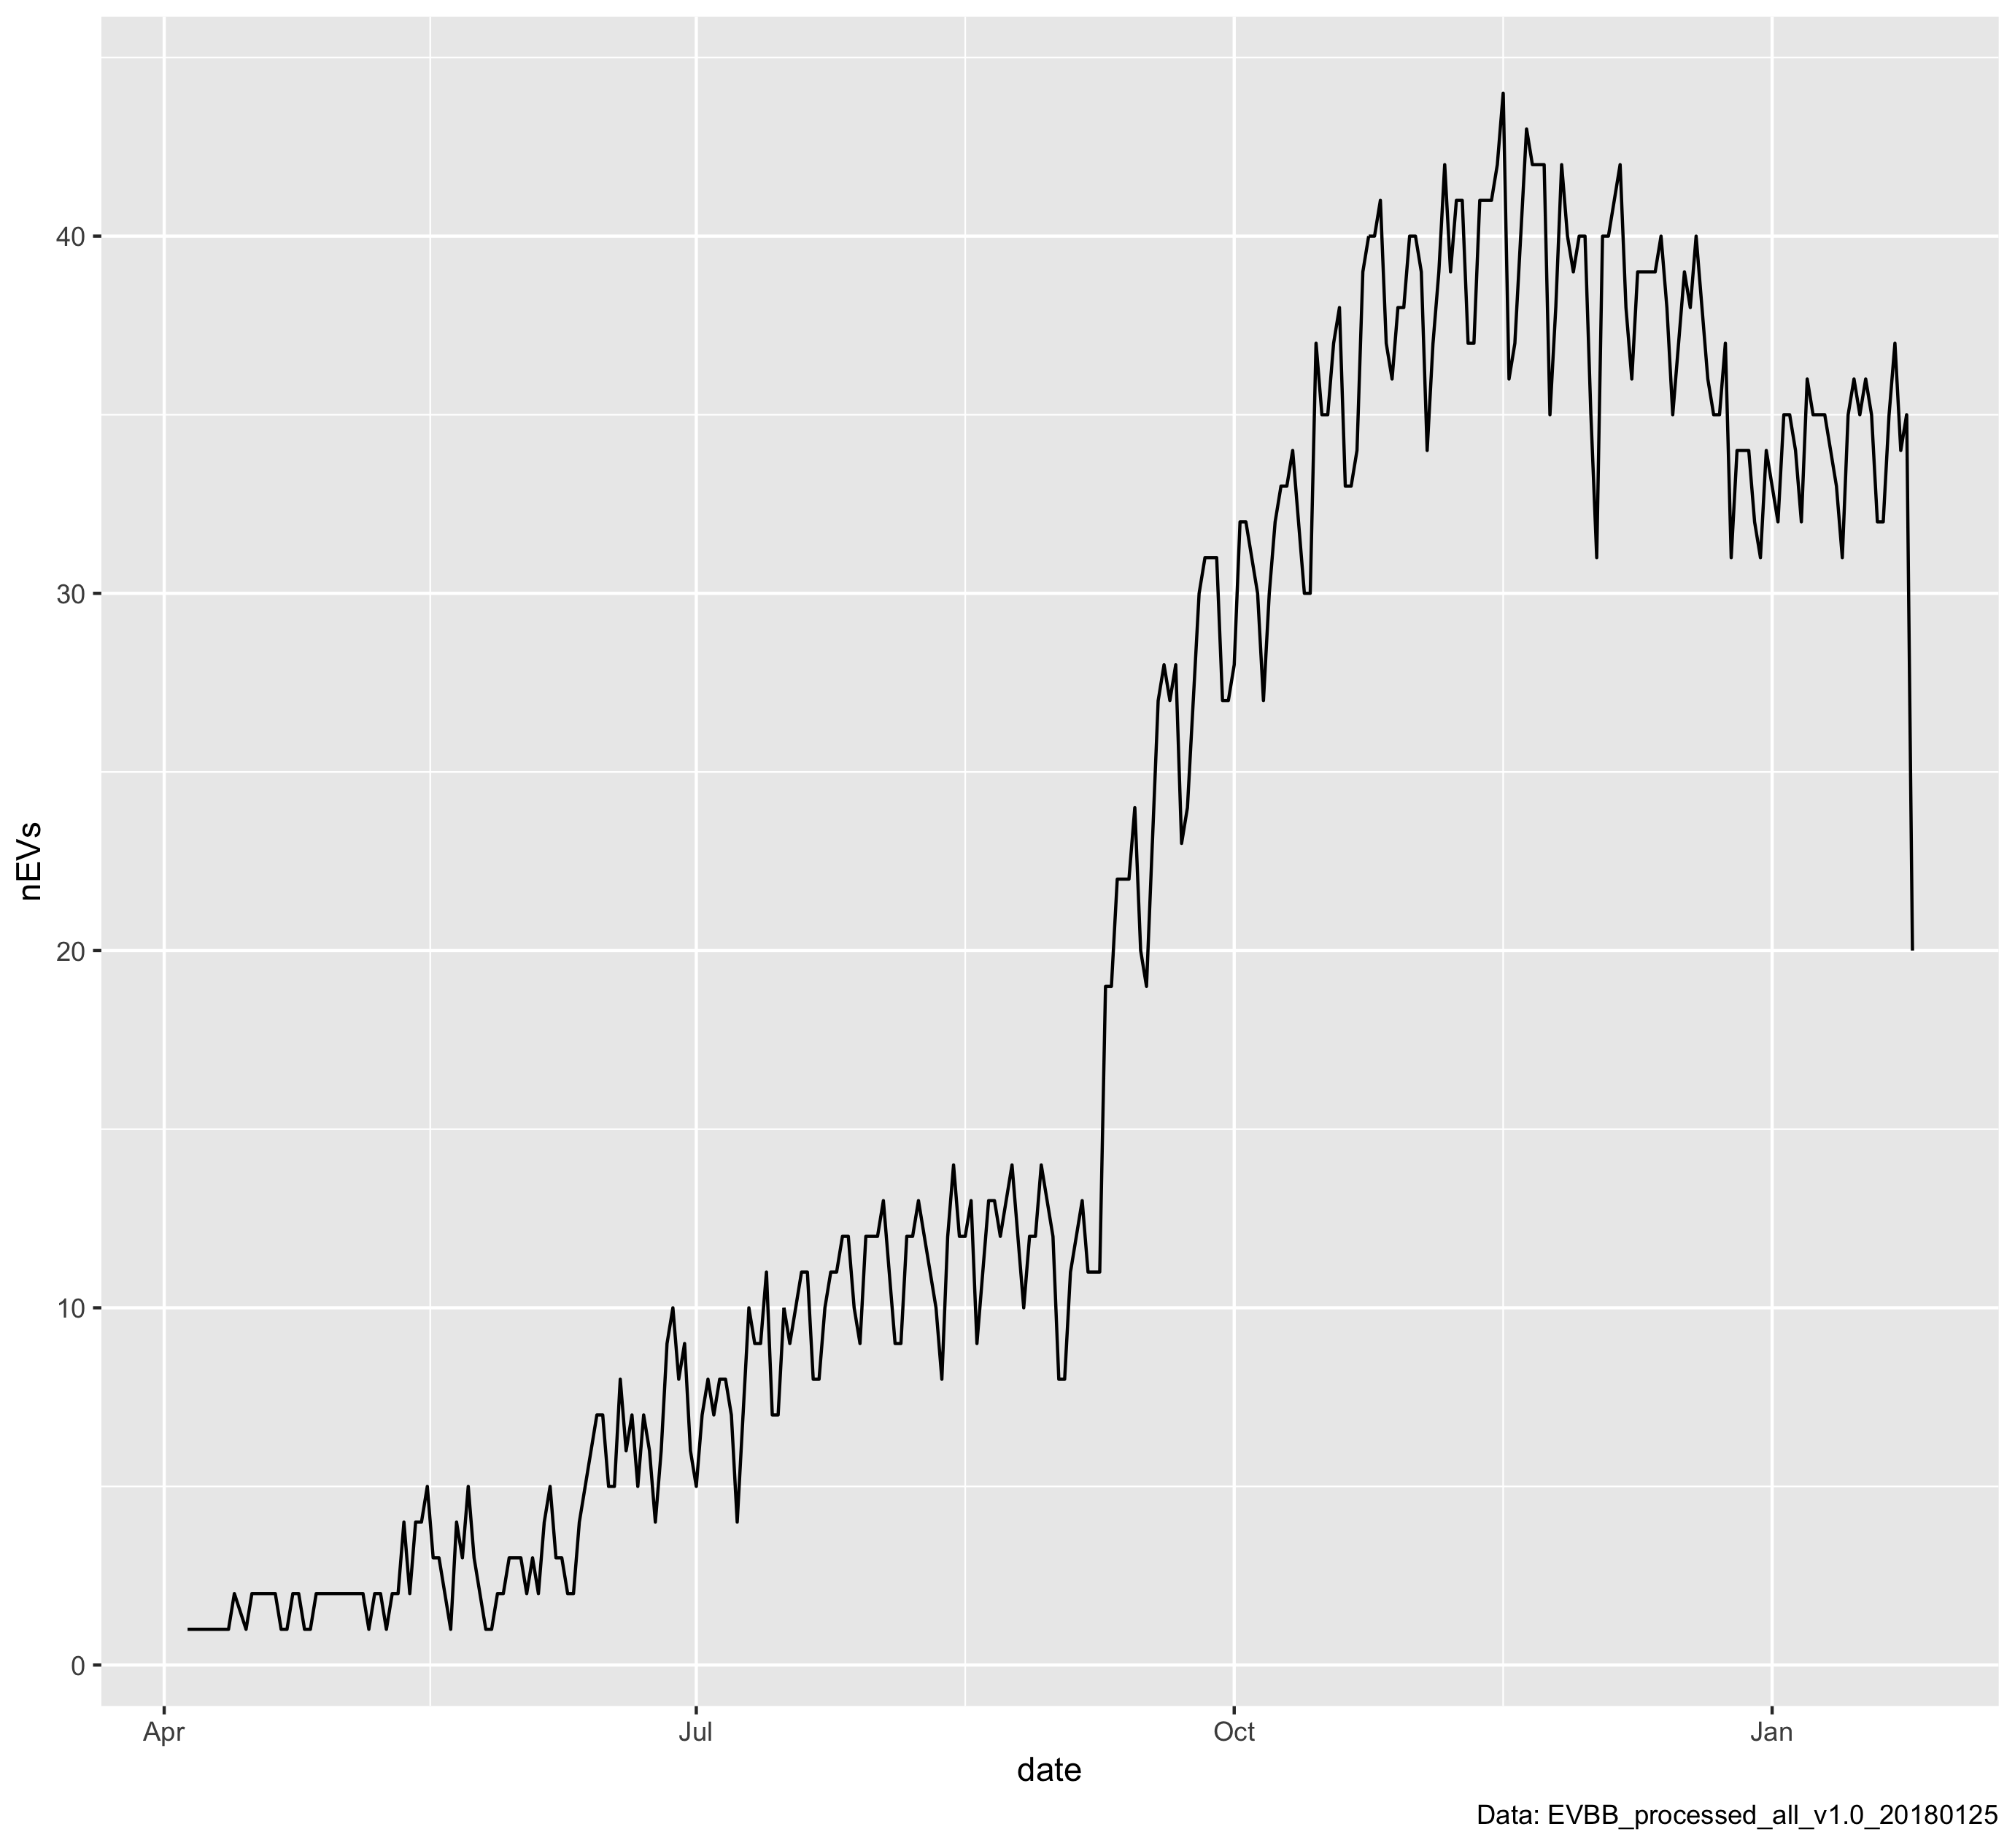 nEVs
40
30
20
10
0
Apr
Jul
Oct
Jan
date
Data: EVBB_processed_all_v1.0_20180125